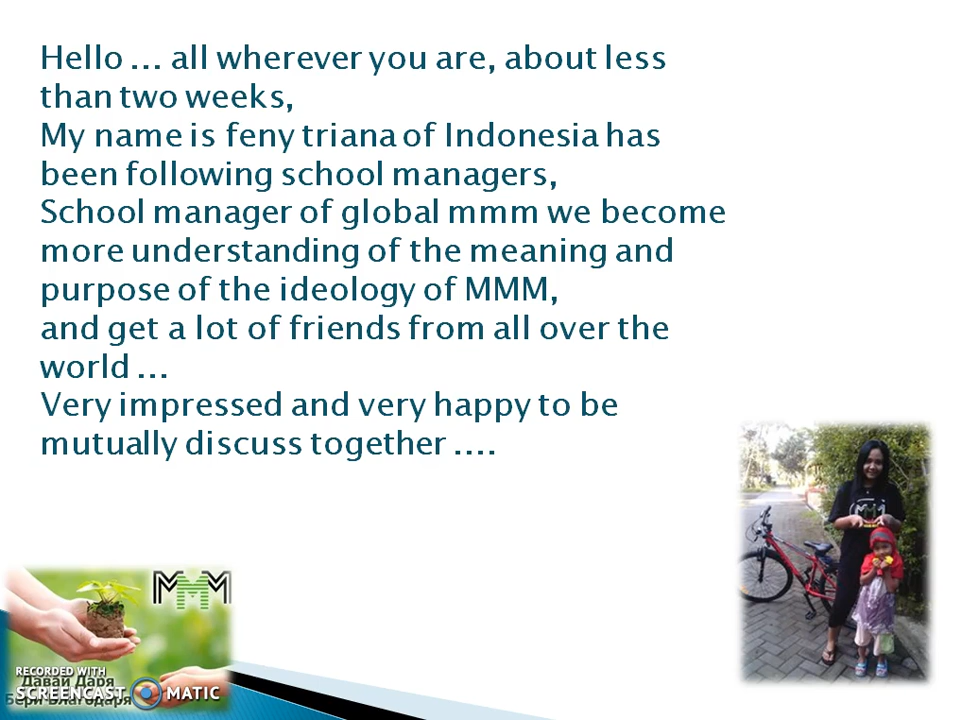 Hello ... all wherever you are, about less
than two weeks,
My name is feny triana of Indonesia has
been following school managers,
School manager of global mmm we become
more understanding of the meaning and
purpose of the ideology of MMM,
and get a lot of friends from all over the
world ...
Very impressed and very happy to be
mutually discuss together ....
MMM
MMM
RECORDED WITH
Давай Даря
SCREENCAST MATIC
Бери Благодаря